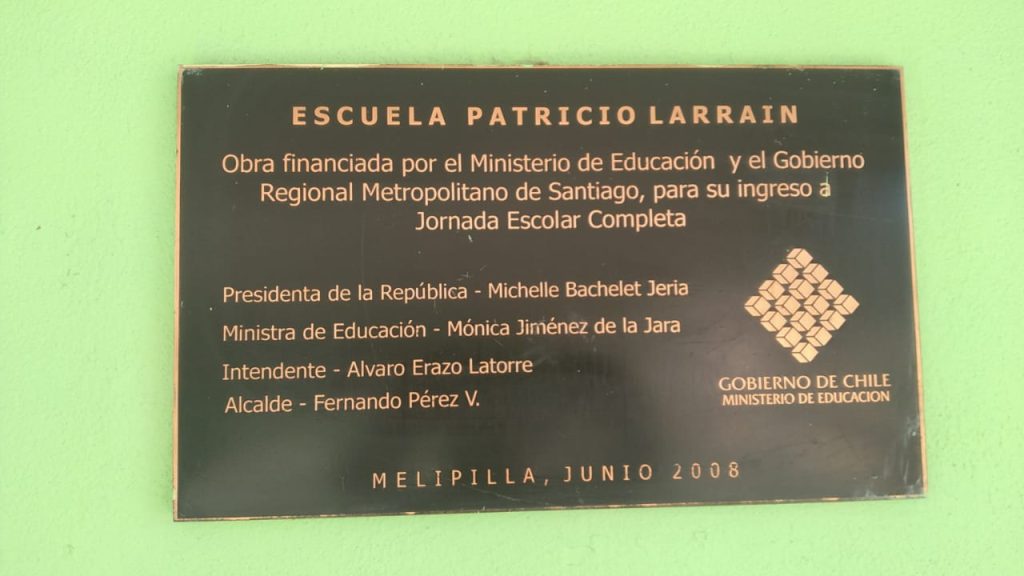 ESCUELA PATRICIO LARRAIN
Obra financiada por el Ministerio de Educación y el Gobierno
Regional Metropolitano de Santiago, para su ingreso a
Jornada Escolar Completa
Presidenta de la República - Michelle Bachelet Jeria
Ministra de Educación - Mónica Jiménez de la Jara
Intendente - Alvaro Erazo Latorre
Alcalde - Fernando Pérez V.
GOBIERNO DE CHILE
MINISTERIO DE EDUCACION
MELIPILLA, JUNIO 2008